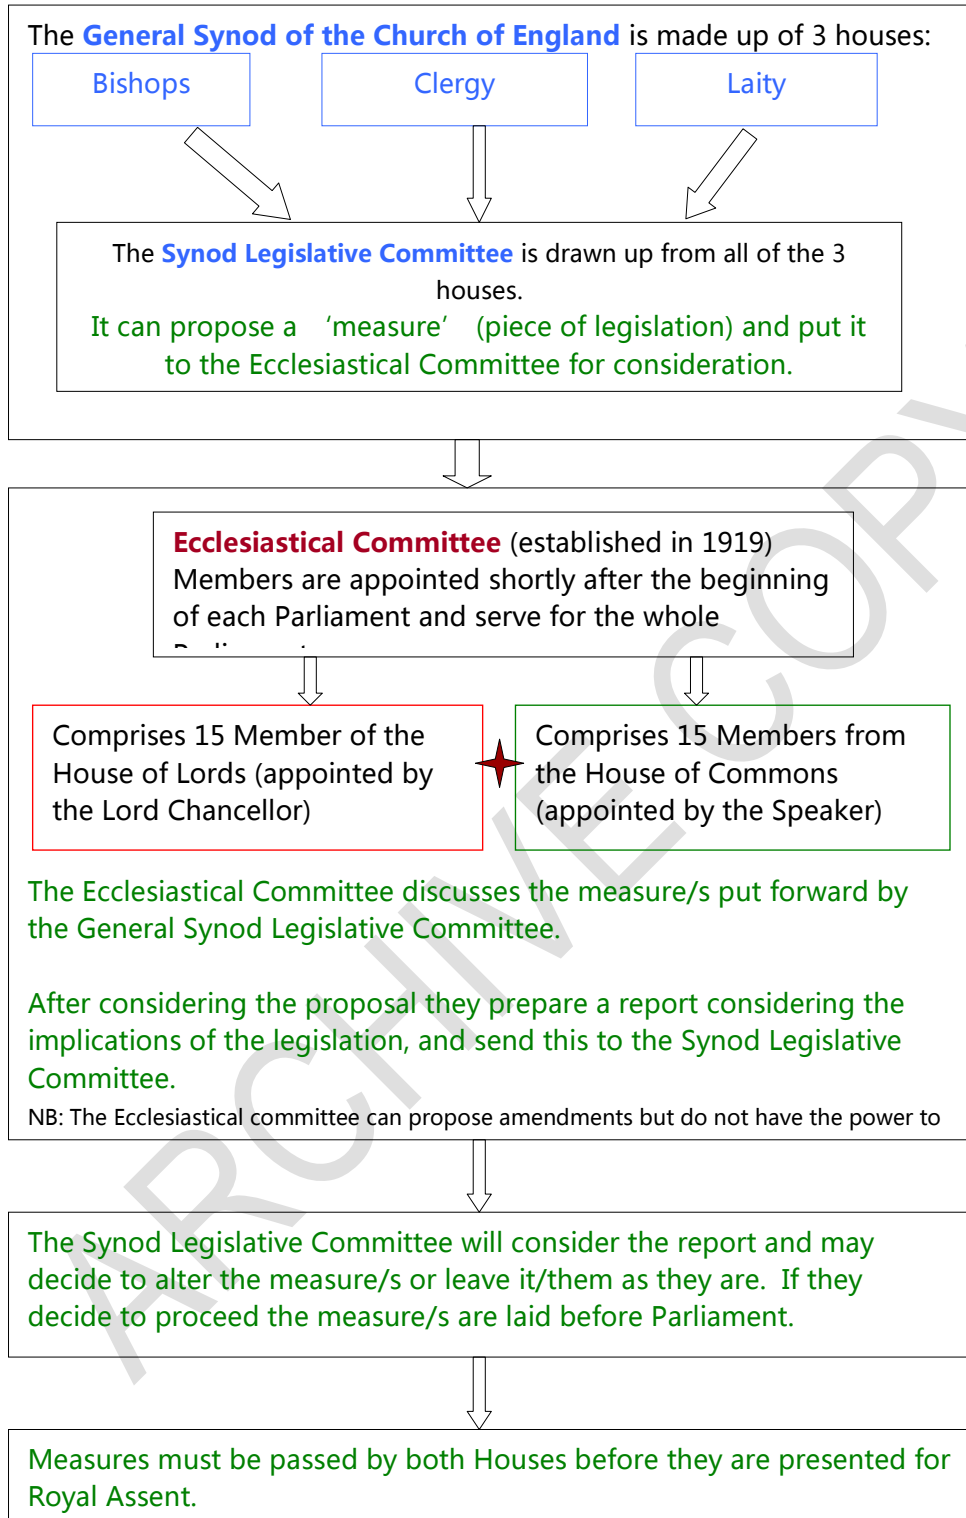 The General Synod of the Church of England is made up of 3 houses:
Bishops
Clergy
Laity
The Synod Legislative Committee is drawn up from all of the 3
houses.
It can propose a ‘measure’ (piece of legislation) and put it
to the Ecclesiastical Committee for consideration.
Ecclesiastical Committee (established in 1919)
Members are appointed shortly after the beginning
of each Parliament and serve for the whole
Comprises 15 Member of the
House of Lords (appointed by
the Lord Chancellor)
Comprises 15 Members from
the House of Commons
(appointed by the Speaker)
The Ecclesiastical Committee discusses the measure/s put forward by
the General Synod Legislative Committee.
After considering the proposal they prepare a report considering the
implications of the legislation, and send this to the Synod Legislative
Committee.
NB: The Ecclesiastical committee can propose amendments but do not have the power to
The Synod Legislative Committee will consider the report and may
decide to alter the measure/s or leave it/them as they are. If they
decide to proceed the measure/s are laid before Parliament.
Measures must be passed by both Houses before they are presented for
Royal Assent.
ARCHIVE COPY